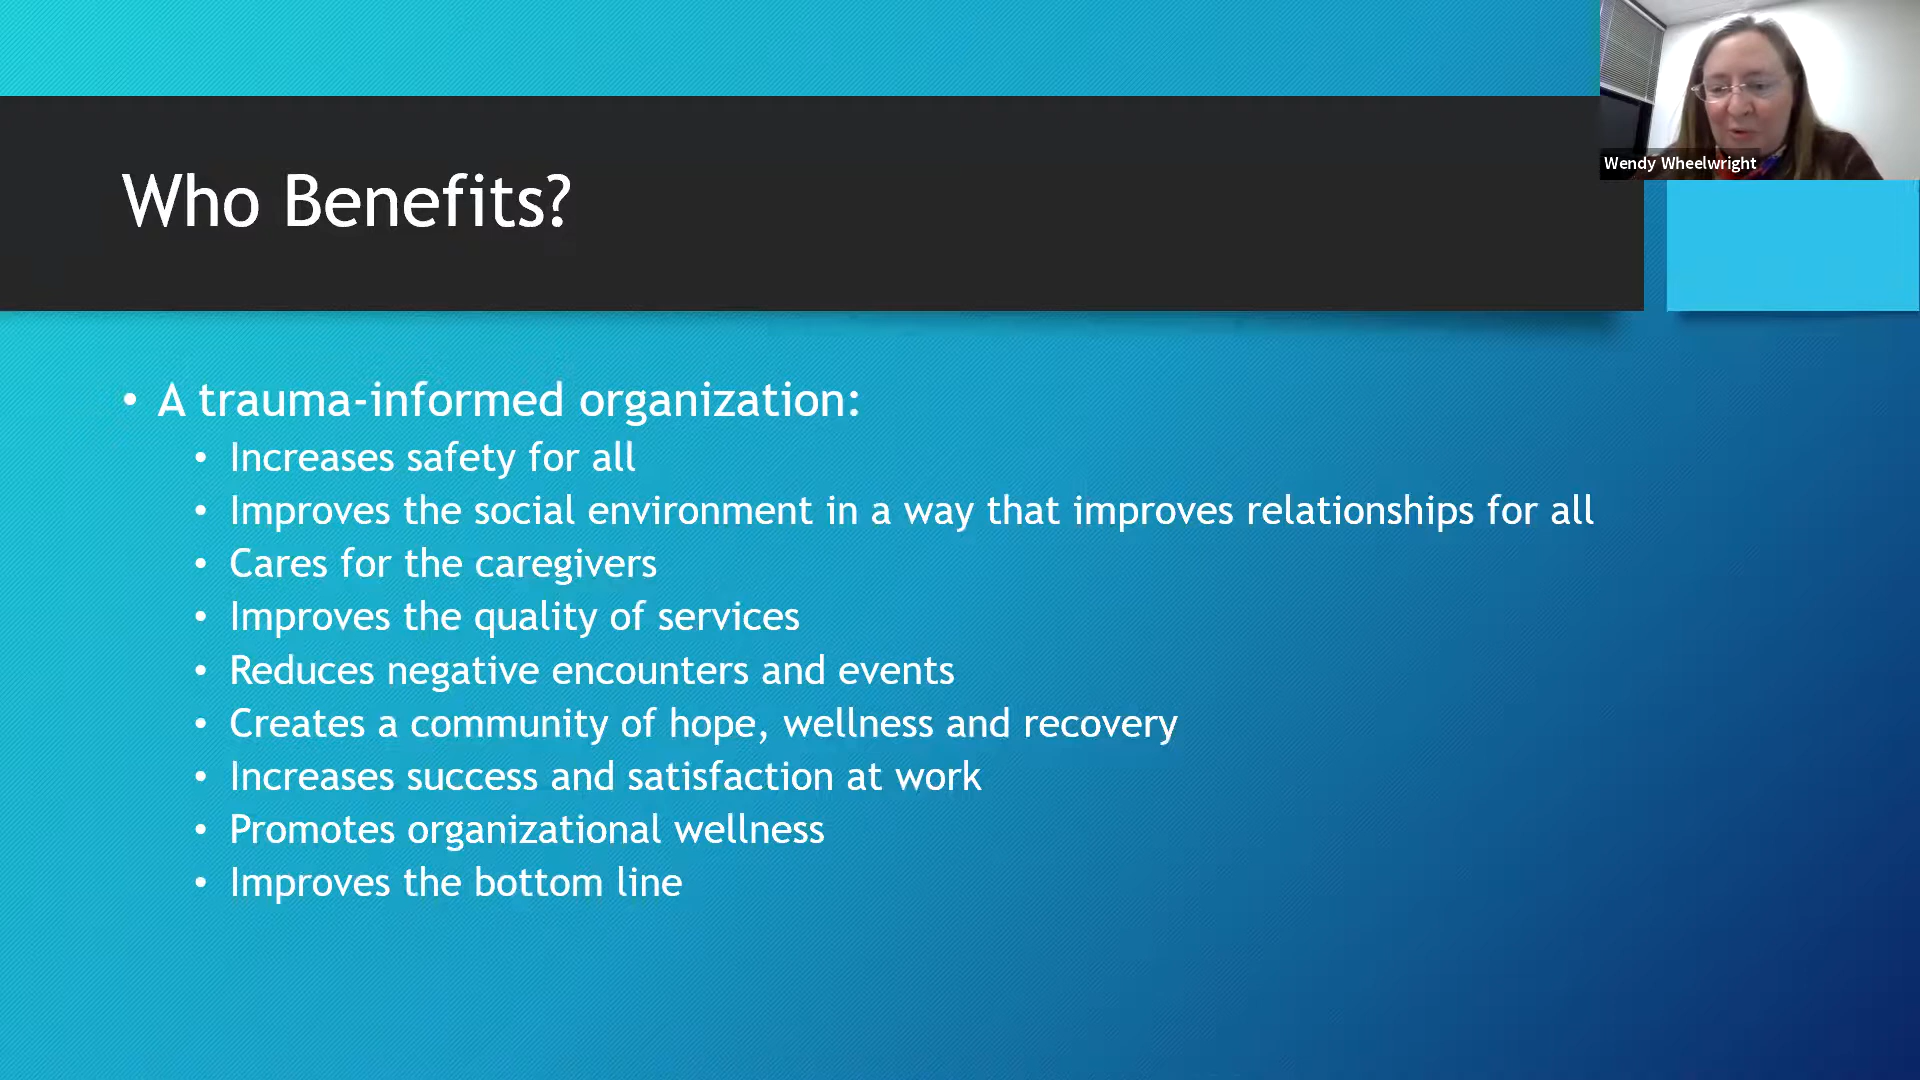 Wendy Wheelwright
Who Benefits?
• A trauma-informed organization:
• Increases safety for all
• Improves the social environment in a way that improves relationships for all
• Cares for the caregivers
• Improves the quality of services
• Reduces negative encounters and events
• Creates a community of hope, wellness and recovery
• Increases success and satisfaction at work
• Promotes organizational wellness
• Improves the bottom line